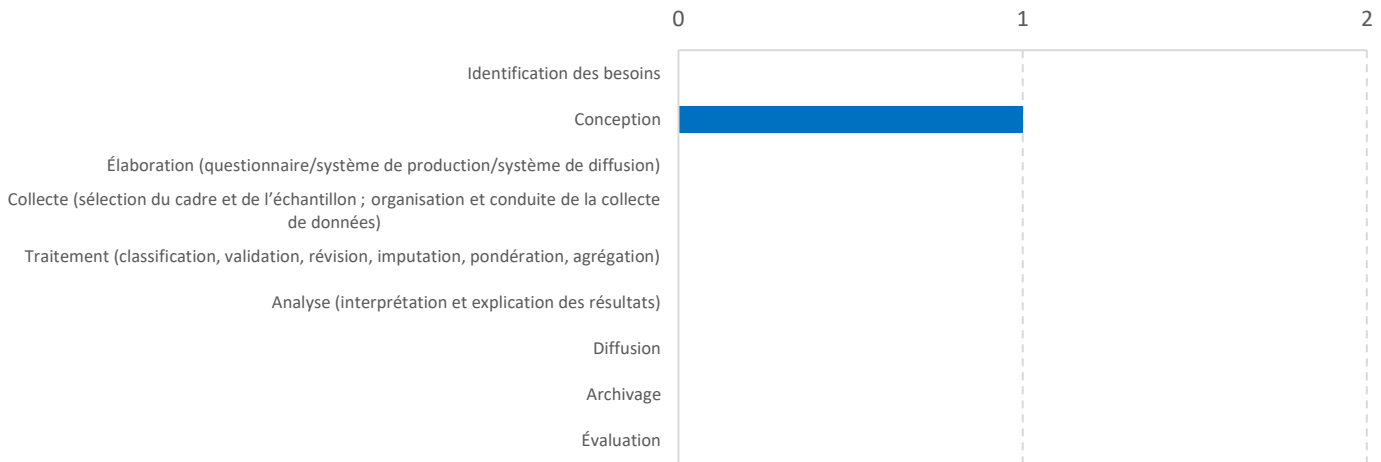 0 1 2
Identification des besoins
Conception
Élaboration (questionnaire/système de production/système de diffusion)
Collecte (sélection du cadre et de l’échantillon ; organisation et conduite de la collecte
de données)
Traitement (classification, validation, révision, imputation, pondération, agrégation)
Analyse (interprétation et explication des résultats)
Diffusion
Archivage
Évaluation